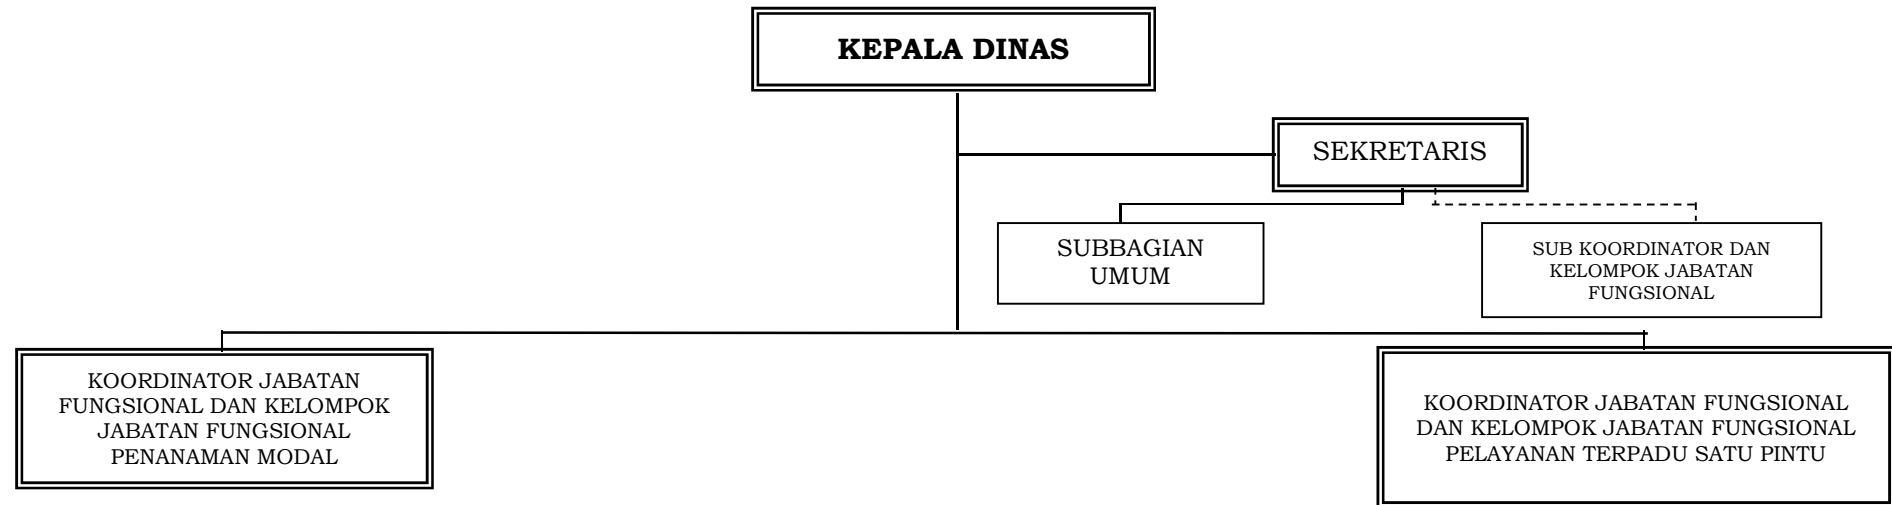 KEPALA DINAS
SEKRETARIS
SUBBAGIAN
UMUM
SUB KOORDINATOR DAN
KELOMPOK JABATAN
FUNGSIONAL
KOORDINATOR JABATAN
FUNGSIONAL DAN KELOMPOK
JABATAN FUNGSIONAL
PENANAMAN MODAL
KOORDINATOR JABATAN FUNGSIONAL
DAN KELOMPOK JABATAN FUNGSIONAL
PELAYANAN TERPADU SATU PINTU